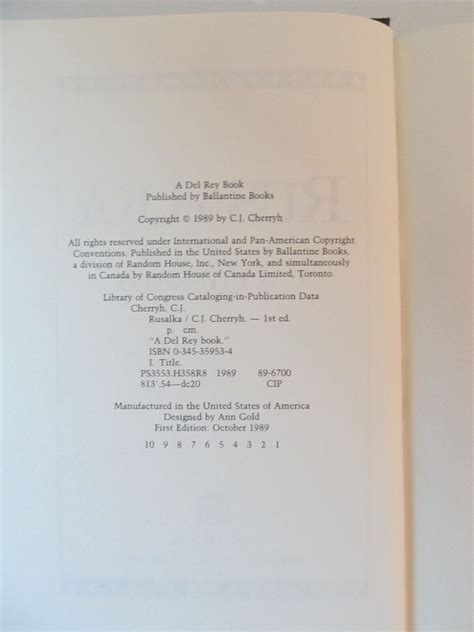 A Del Rey Book
Published by Ballantine Books
Copyright © 1989 by C.J. Cherryh
All rights reserved under International and Pan-American Copyright
Conventions. Published in the United States by Ballantine Books,
a division of Random House, Inc., New York, and simultaneously
in Canada by Random House of Canada Limited, Toronto.
Library of Congress Cataloging-in-Publication Data
Cherryh. C.J.
Rusalka / C.J. Cherryh. — 1st ed.
p. cm.
"A Del Rey book."
ISBN 0-345-35953-4
I. Title.
PS3553.H358R8 1989 89-6700
813'.54—dc20 CIP
Manufactured in the United States of America
Designed by Ann Gold
First Edition: October 1989
10 9 8 7 6 5 4 3 2 1